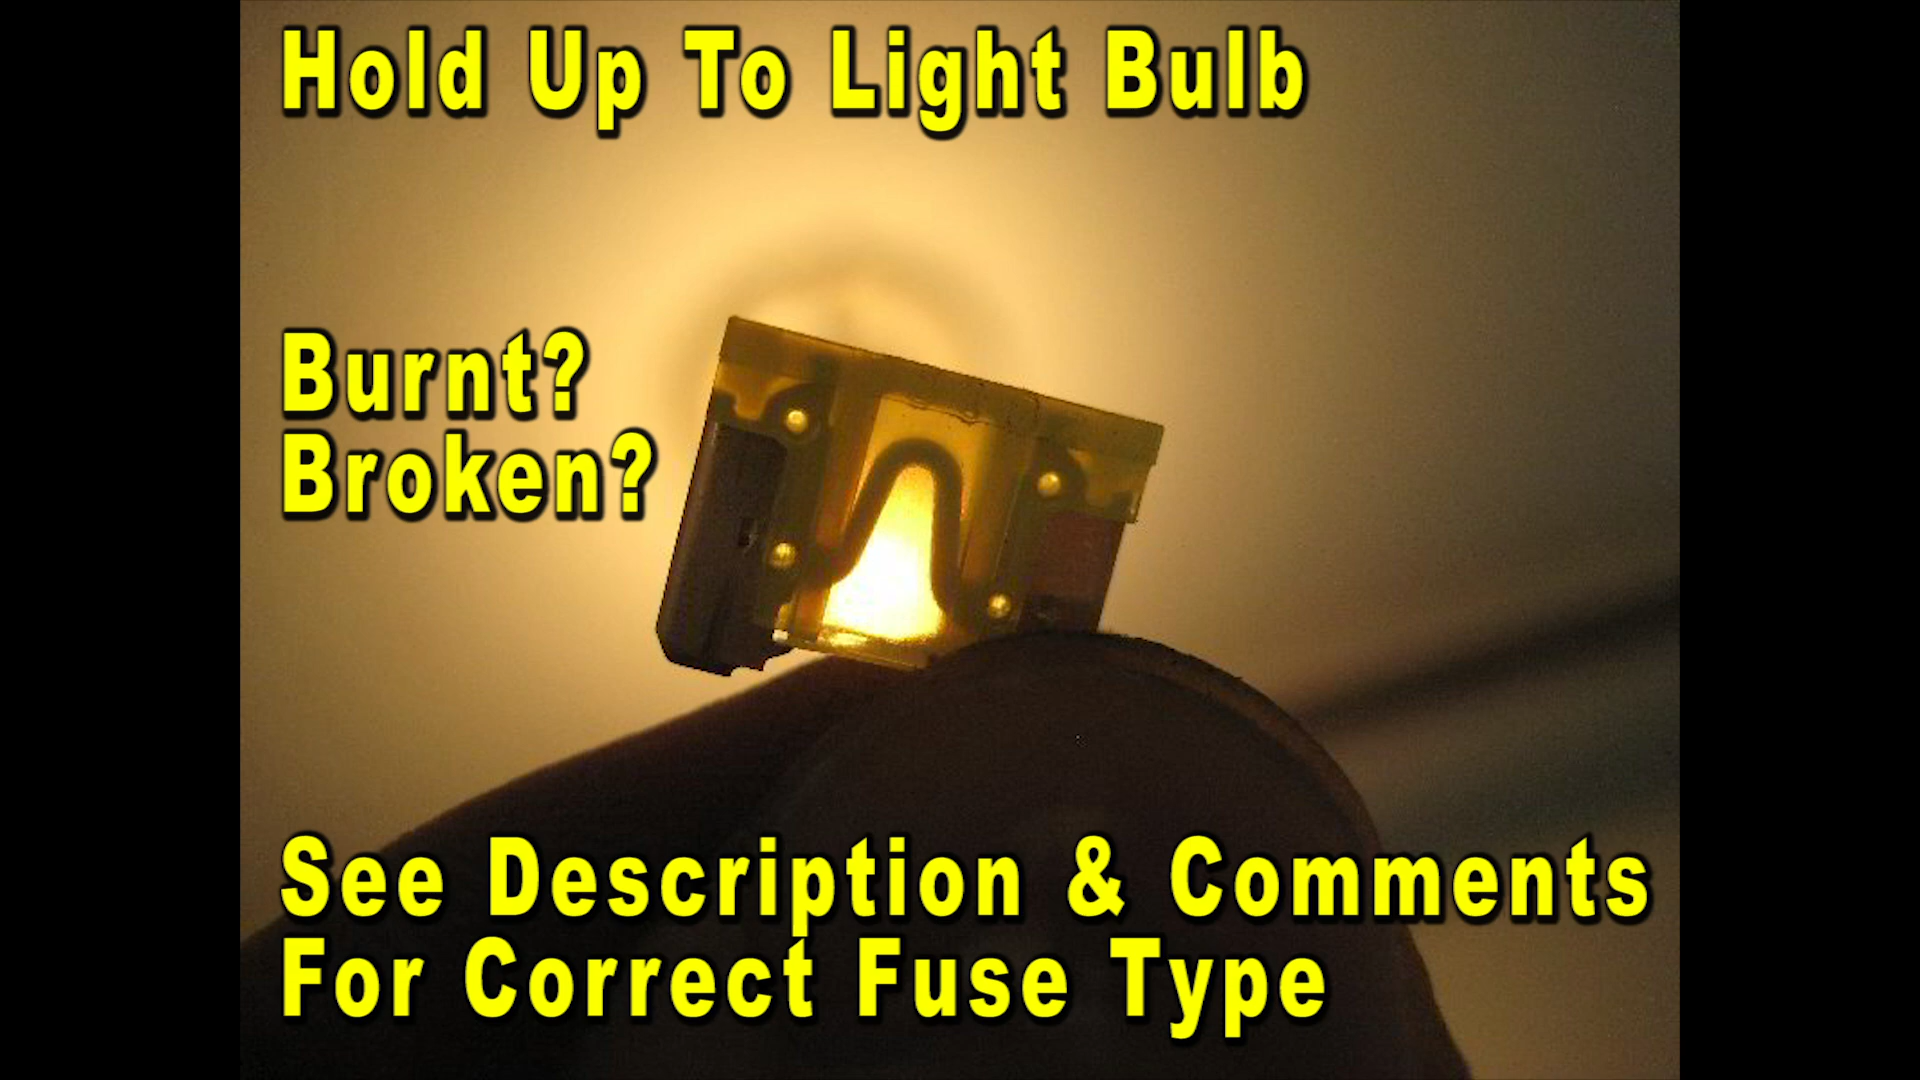 Hold Up To Light Bulb
Burnt?
Broken?
See Description & Comments
For Correct Fuse Type